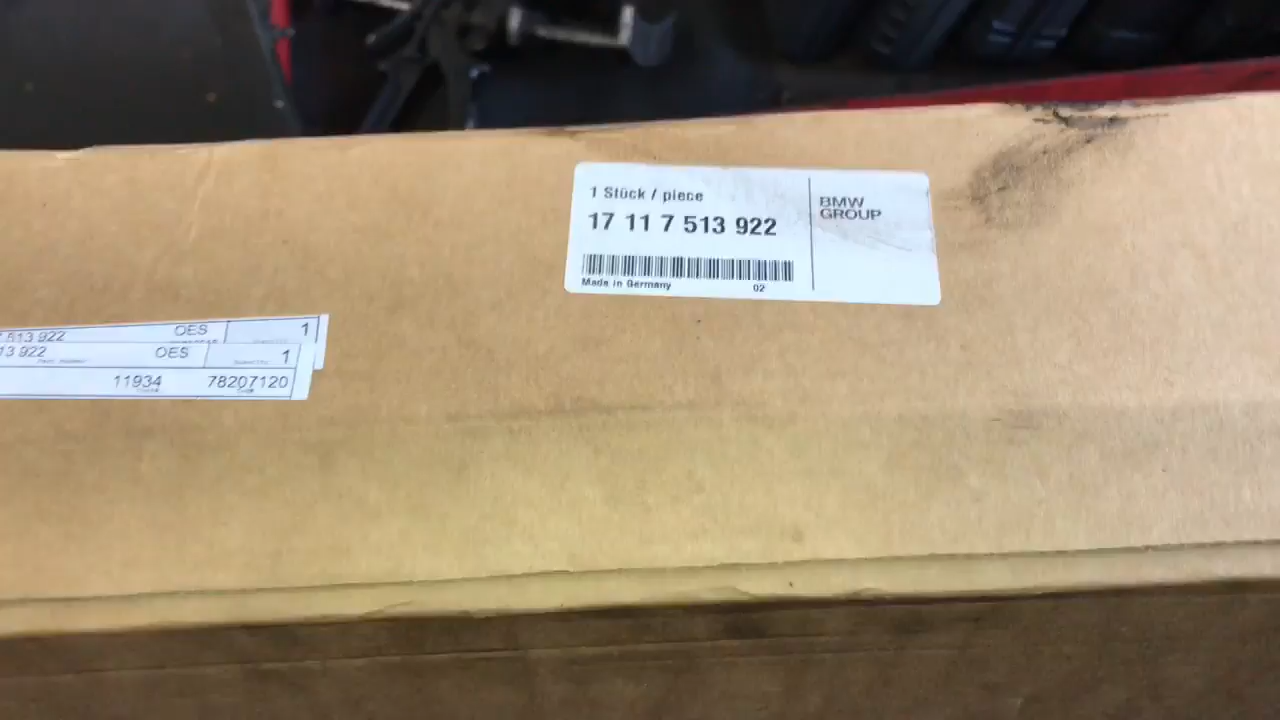 1 Stück / piece
17 11 7 513 922
BMW
GROUP
Made in Germany
02
513 922
OES
1
13 922
OES
1
11934
78207120